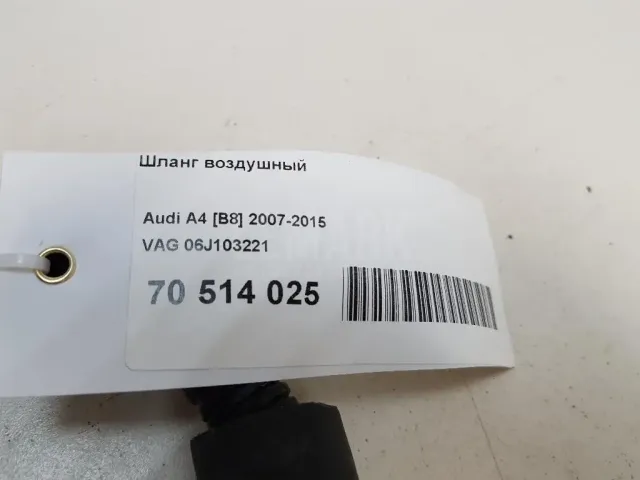 Шланг воздушный
Audi A4 [B8] 2007-2015
VAG 06J103221
70 514 025